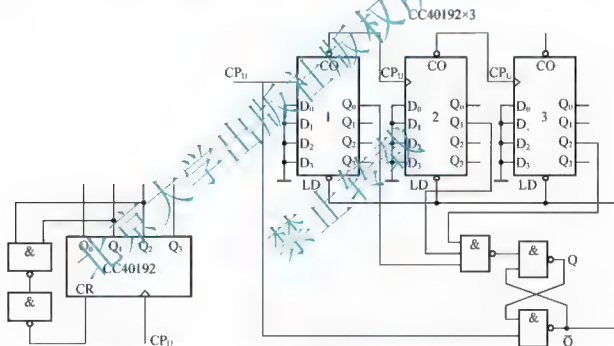 CC40192×3
CO
CO
CO
CPU
CPU
CPU
D0
D1
D2
D3
1
Q0
Q1
Q2
Q3
LD
D0
D1
D2
D3
2
Q0
Q1
Q2
Q3
LD
D0
D1
D2
D3
3
Q0
Q1
Q2
Q3
LD
&
&
Q
&
Q̄
&
&
Q0
Q1
Q2
Q3
CC40192
CR
CPU
北京大学出版社版权所有
禁止转载